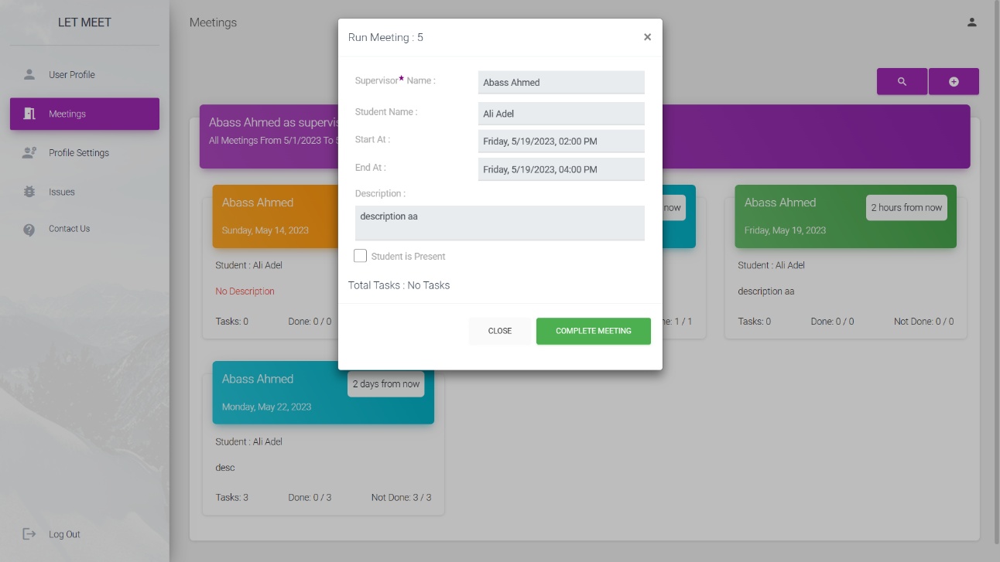 LET MEET
User Profile
Meetings
Profile Settings
Issues
Contact Us
Log Out
Meetings
Abass Ahmed as
All Meetings From 5/1/2023 To
Run Meeting : 5
×
Supervisor* Name :
Abass Ahmed
Student Name :
Ali Adel
Start At :
Friday, 5/19/2023, 02:00 PM
End At :
Friday, 5/19/2023, 04:00 PM
Description :
description aa
Student is Present
Total Tasks : No Tasks
CLOSE
COMPLETE MEETING
Abass Ahmed
Sunday, May 14, 2023
Student : Ali Adel
No Description
Tasks: 0
Done: 0 / 0
now
1 / 1
Abass Ahmed
2 hours from now
Friday, May 19, 2023
Student : Ali Adel
description aa
Tasks: 0
Done: 0 / 0
Not Done: 0 / 0
Abass Ahmed
2 days from now
Monday, May 22, 2023
Student : Ali Adel
desc
Tasks: 3
Done: 0 / 3
Not Done: 3 / 3